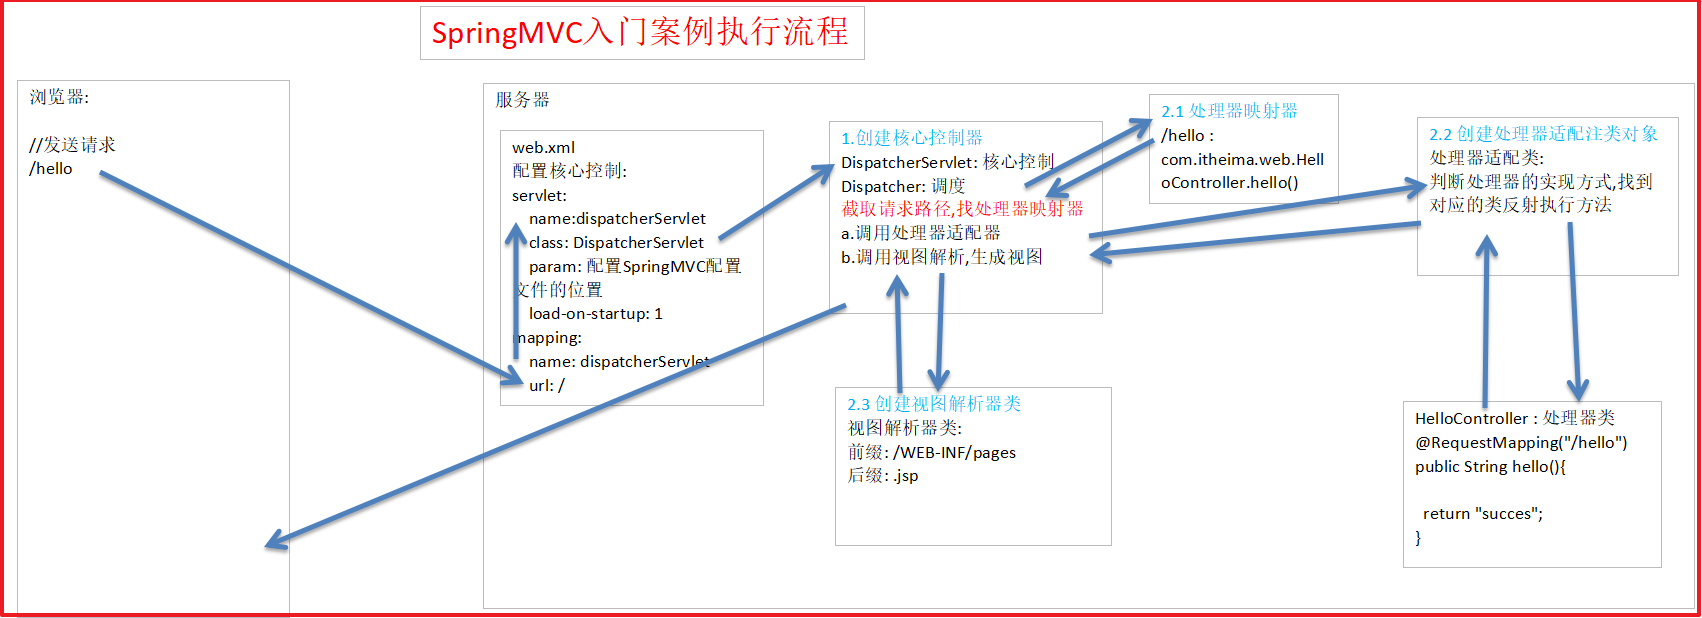 SpringMVC入门案例执行流程
浏览器:
//发送请求
/hello
服务器
web.xml
配置核心控制:
servlet:
name:dispatcherServlet
class: DispatcherServlet
param: 配置SpringMVC配置
文件的位置
load-on-startup: 1
mapping:
name: dispatcherServlet
url: /
1.创建核心控制器
DispatcherServlet: 核心控制
Dispatcher: 调度
截取请求路径,找处理器映射器
a.调用处理器适配器
b.调用视图解析,生成视图
2.1 处理器映射器
/hello :
com.itheima.web.Hell
oController.hello()
2.2 创建处理器适配注类对象
处理器适配类:
判断处理器的实现方式,找到
对应的类反射执行方法
2.3 创建视图解析器类
视图解析器类:
前缀: /WEB-INF/pages
后缀: .jsp
HelloController : 处理器类
@RequestMapping("/hello")
public String hello(){
return "succes";
}